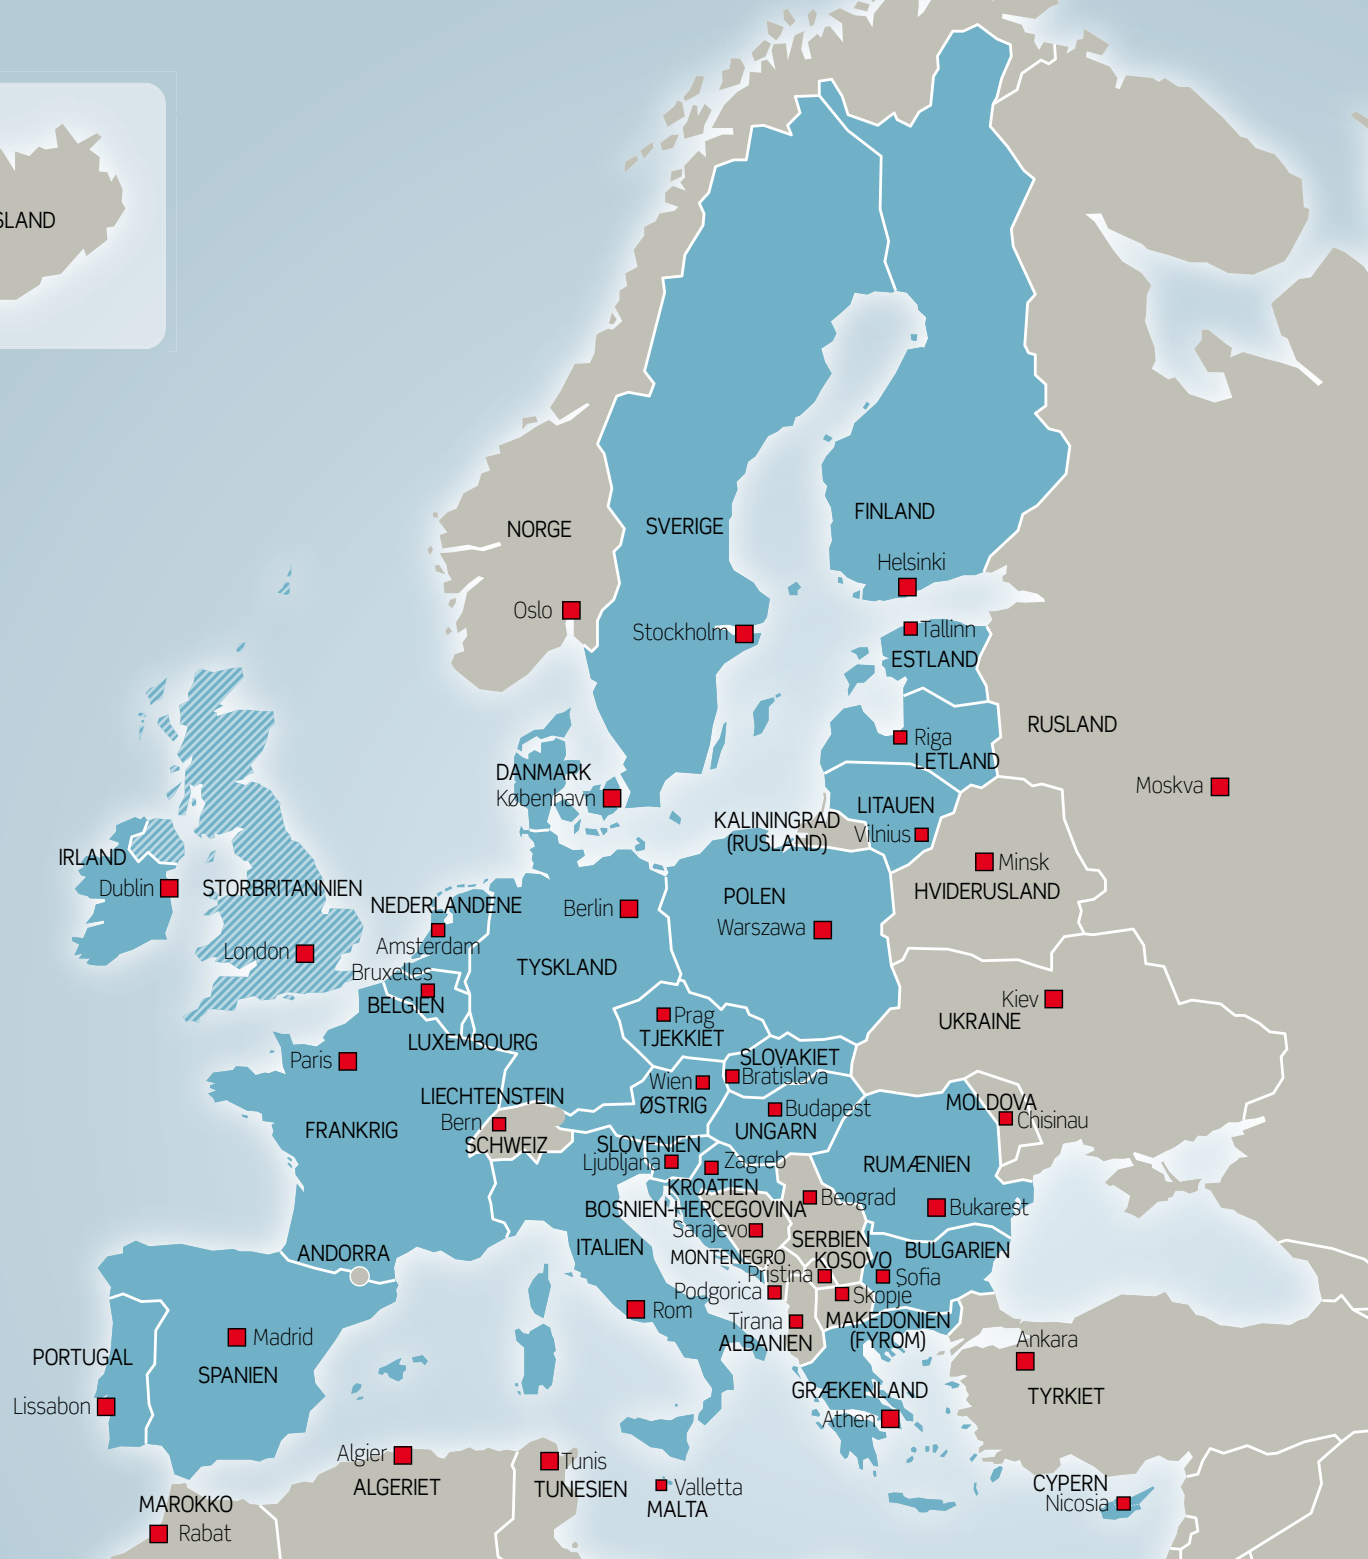 SLAND
NORGE
SVERIGE
FINLAND
Helsinki
Oslo
Stockholm
Tallinn
ESTLAND
RUSLAND
Riga
LETLAND
DANMARK
København
Moskva
LITAUEN
KALININGRAD
(RUSLAND)
Vilnius
IRLAND
Dublin
STORBRITANNIEN
Minsk
HVIDERUSLAND
NEDERLANDENE
Amsterdam
Berlin
POLEN
Warszawa
London
Bruxelles
BELGIEN
TYSKLAND
Kiev
UKRAINE
Prag
TJEKKIET
LUXEMBOURG
Paris
SLOVAKIET
Bratislava
Wien
ØSTRIG
LIECHTENSTEIN
Bern
SCHWEIZ
FRANKRIG
Budapest
UNGARN
MOLDOVA
Chisinau
SLOVENIEN
Ljubljana
Zagreb
KROATIEN
RUMÆNIEN
Bukarest
BOSNIEN-HERCEGOVINA
Sarajevo
Beograd
SERBIEN
KOSOVO
BULGARIEN
Sofia
ITALIEN
MONTENEGRO
Pristina
Podgorica
Skopje
ANDORRA
Rom
Tirana
ALBANIEN
MAKEDONIEN
(FYROM)
Madrid
SPANIEN
PORTUGAL
Lissabon
Ankara
TYRKIET
GRÆKENLAND
Athen
Algier
ALGERIET
Tunis
TUNESIEN
Valletta
MALTA
CYPERN
Nicosia
MAROKKO
Rabat